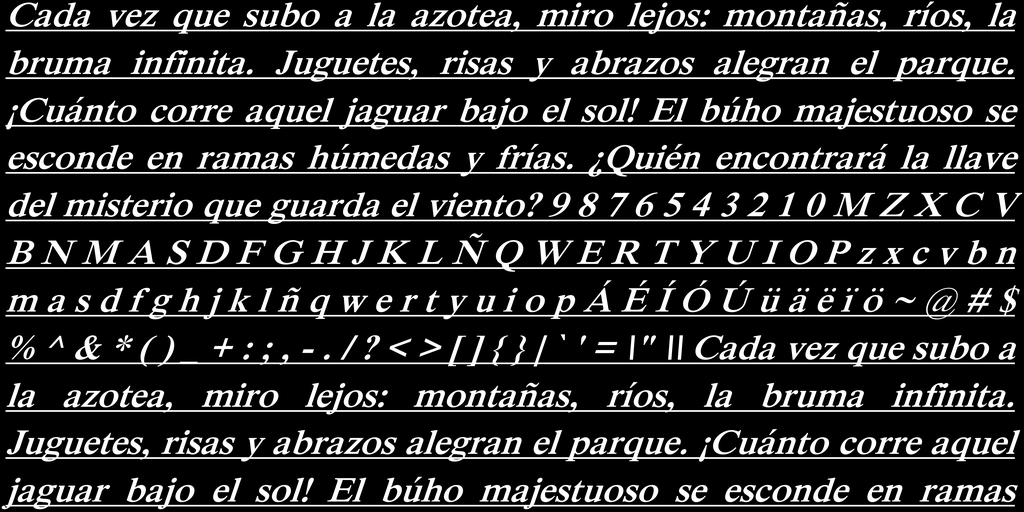 Cada vez que subo a la azotea, miro lejos: montañas, ríos, la
bruma infinita. Juguetes, risas y abrazos alegran el parque.
¡Cuánto corre aquel jaguar bajo el sol! El búho majestuoso se
esconde en ramas húmedas y frías. ¿Quién encontrará la llave
del misterio que guarda el viento? 9 8 7 6 5 4 3 2 1 0 M Z X C V
B N M A S D F G H J K L Ñ Q W E R T Y U I O P z x c v b n
m a s d f g h j k l ñ q w e r t y u i o p Á É Í Ó Ú ü ä ë ï ö ~ @ # $
% ^ & * ( ) _ + : ; , - . / ? < > [ ] { } | ` ' = \" \\ Cada vez que subo a
la azotea, miro lejos: montañas, ríos, la bruma infinita.
Juguetes, risas y abrazos alegran el parque. ¡Cuánto corre aquel
jaguar bajo el sol! El búho majestuoso se esconde en ramas